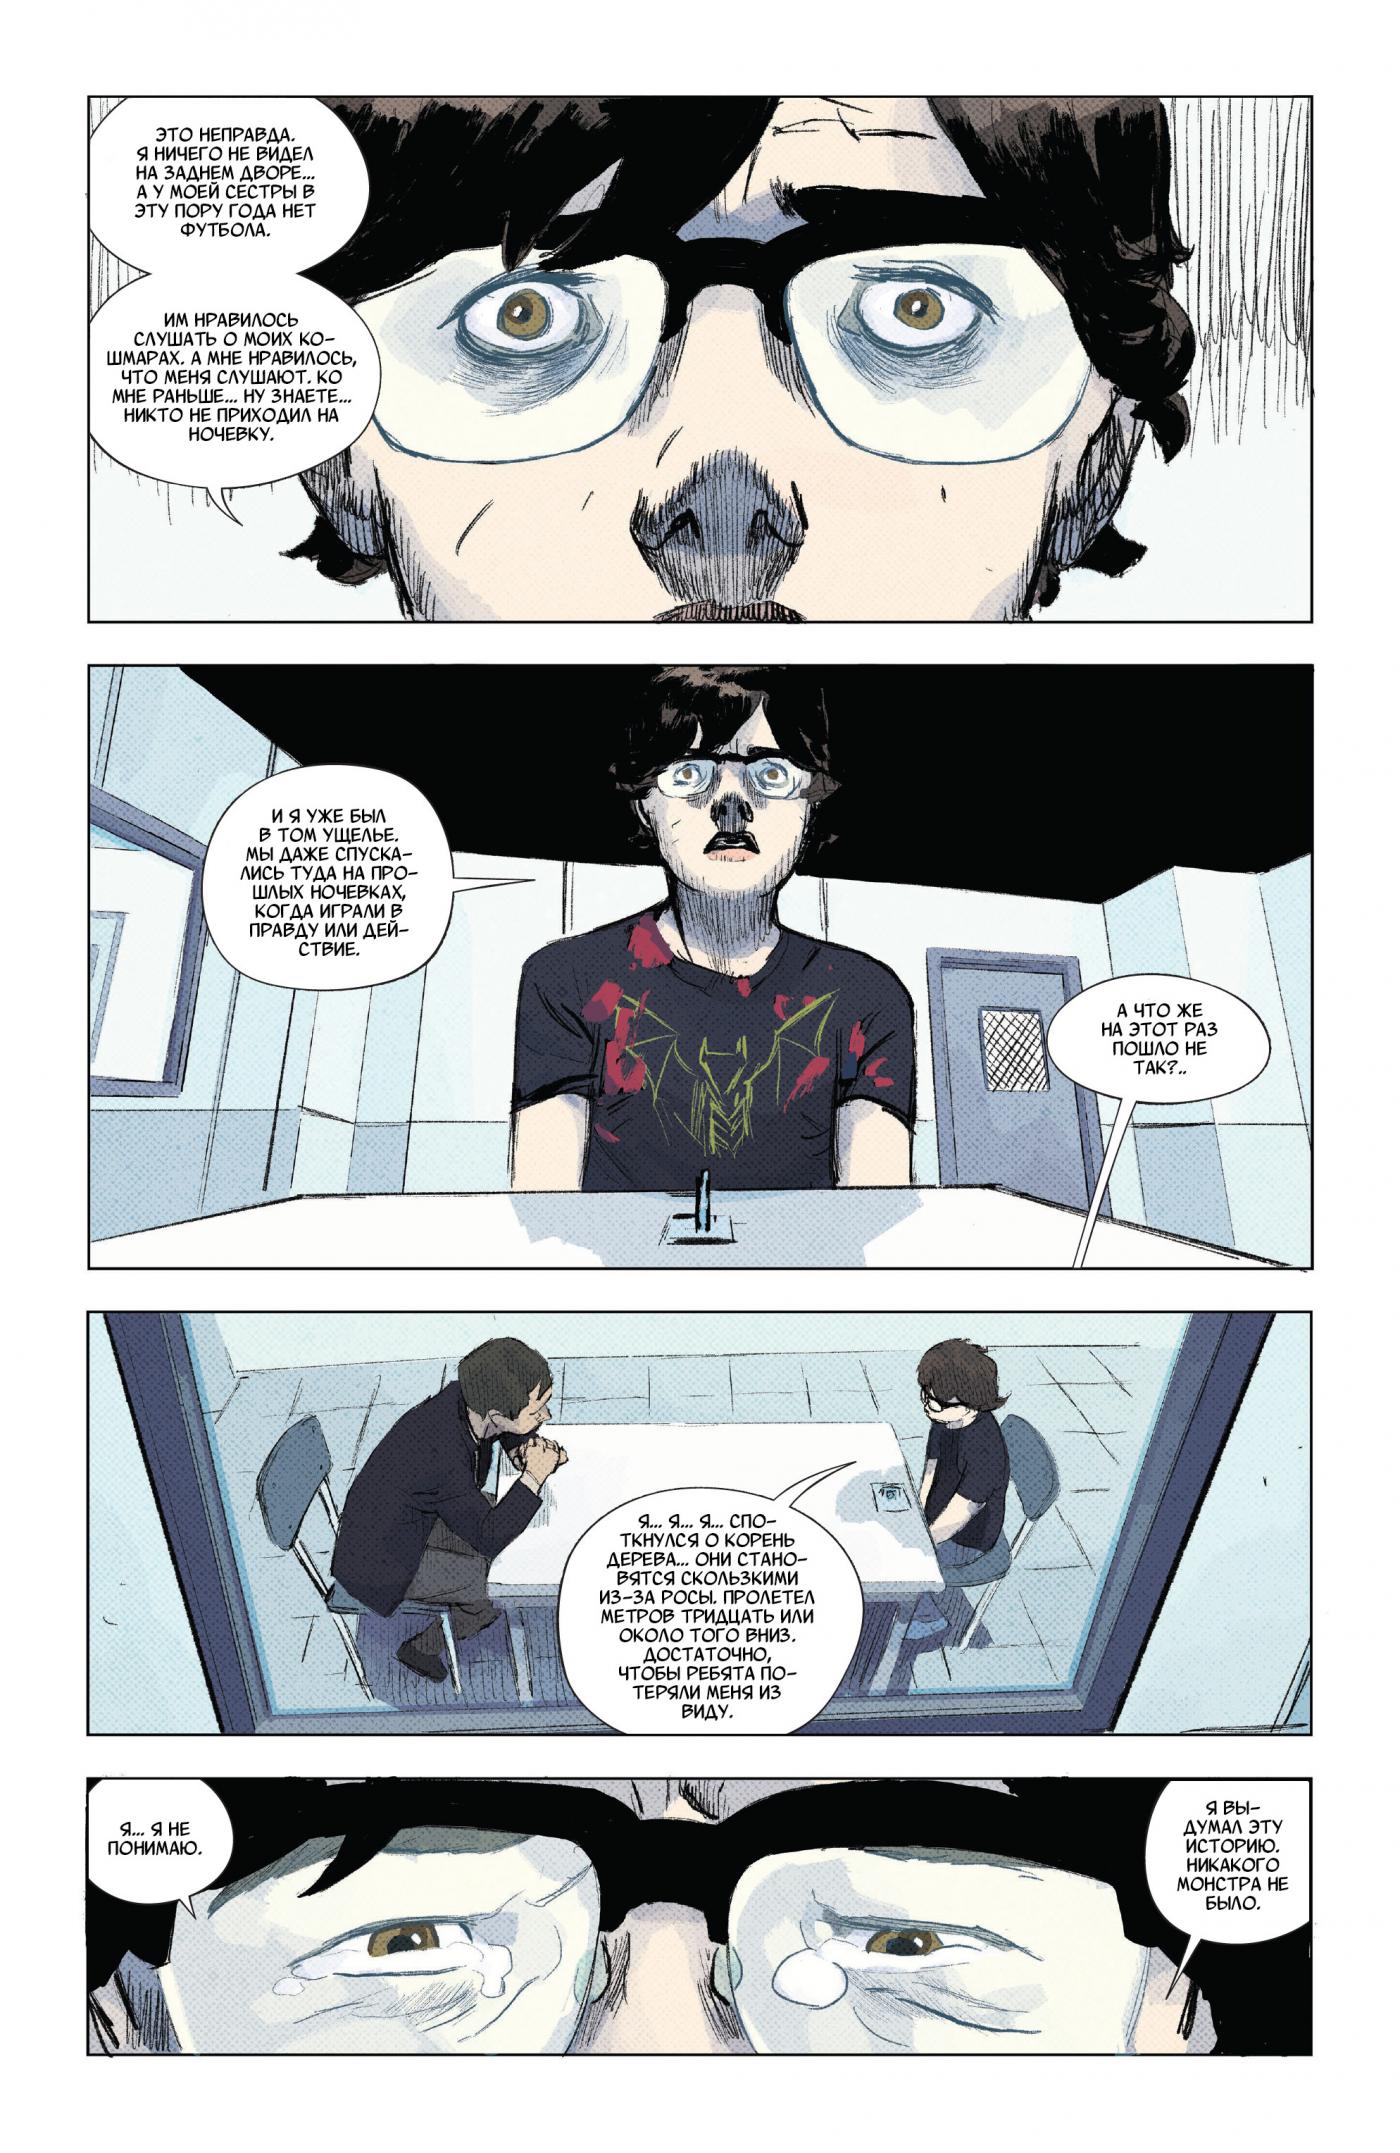 ЭТО НЕПРАВДА.
Я НИЧЕГО НЕ ВИДЕЛ
НА ЗАДНЕМ ДВОРЕ...
А У МОЕЙ СЕСТРЫ В
ЭТУ ПОРУ ГОДА НЕТ
ФУТБОЛА.
ИМ НРАВИЛОСЬ
СЛУШАТЬ О МОИХ КО-
ШМАРАХ. А МНЕ НРАВИЛОСЬ,
ЧТО МЕНЯ СЛУШАЮТ. КО
МНЕ РАНЬШЕ... НУ ЗНАЕТЕ...
НИКТО НЕ ПРИХОДИЛ НА
НОЧЕВКУ.
И Я УЖЕ БЫЛ
В ТОМ УЩЕЛЬЕ.
МЫ ДАЖЕ СПУСКА-
ЛИСЬ ТУДА НА ПРО-
ШЛЫХ НОЧЕВКАХ,
КОГДА ИГРАЛИ В
ПРАВДУ ИЛИ ДЕЙ-
СТВИЕ.
А ЧТО ЖЕ
НА ЭТОТ РАЗ
ПОШЛО НЕ
ТАК?..
Я... Я... Я... СПО-
ТКНУЛСЯ О КОРЕНЬ
ДЕРЕВА... ОНИ СТАНО-
ВЯТСЯ СКОЛЬЗКИМИ
ИЗ-ЗА РОСЫ. ПРОЛЕТЕЛ
МЕТРОВ ТРИДЦАТЬ ИЛИ
ОКОЛО ТОГО ВНИЗ.
ДОСТАТОЧНО,
ЧТОБЫ РЕБЯТА ПО-
ТЕРЯЛИ МЕНЯ ИЗ
ВИДУ.
Я... Я НЕ
ПОНИМАЮ.
Я ВЫ-
ДУМАЛ ЭТУ
ИСТОРИЮ.
НИКАКОГО
МОНСТРА НЕ
БЫЛО.